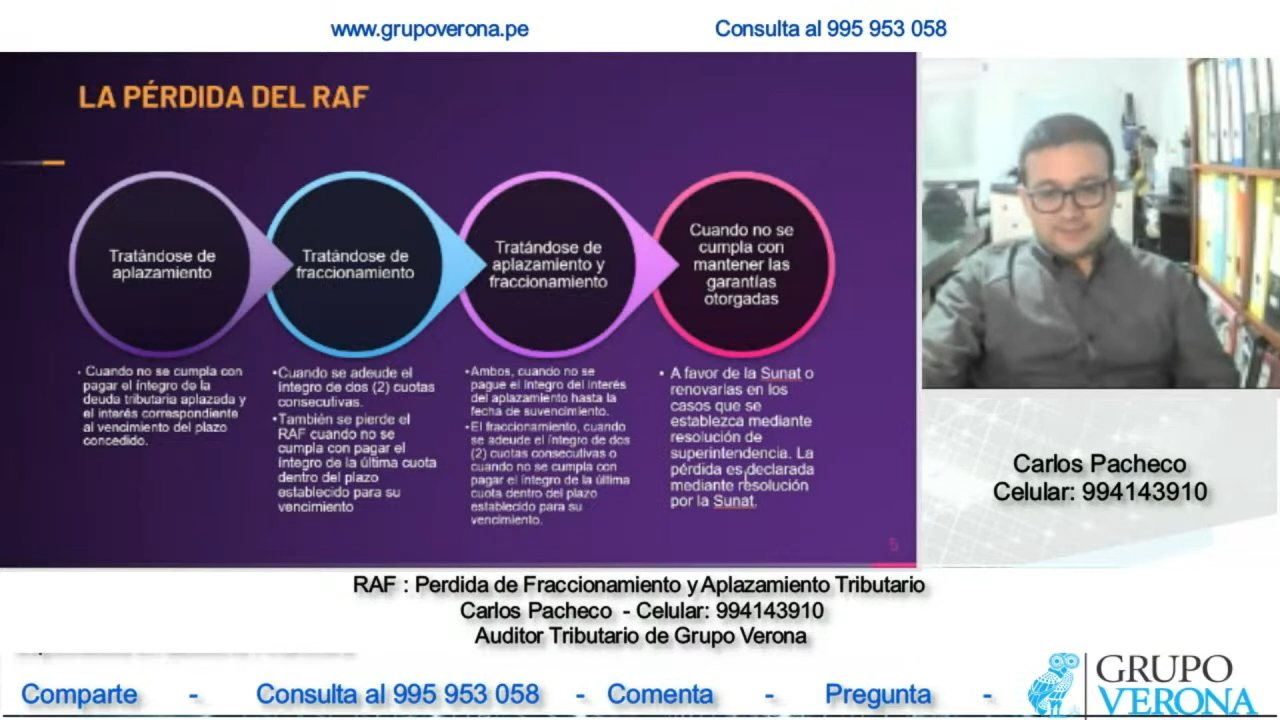 www.grupoverona.pe
Consulta al 995 953 058
LA PÉRDIDA DEL RAF
Tratándose de
aplazamiento
Tratándose de
fraccionamiento
Tratándose de
aplazamiento y
fraccionamiento
Cuando no se
cumpla con
mantener las
garantías
otorgadas
• Cuando no se cumpla con
pagar el íntegro de la
deuda tributaria aplazada y
el interés correspondiente
al vencimiento del plazo
concedido.
•Cuando se adeude el
íntegro de dos (2) cuotas
consecutivas.
•También se pierde el
RAF cuando no se
cumpla con pagar el
íntegro de la última cuota
dentro del plazo
establecido para su
vencimiento
•Ambos, cuando no se
pague el íntegro del interés
del aplazamiento hasta la
fecha de suvencimiento.
•El fraccionamiento, cuando
se adeude el íntegro de dos
(2) cuotas consecutivas o
cuando no se cumpla con
pagar el íntegro de la última
cuota dentro del plazo
establecido para su
vencimiento.
• A favor de la Sunat o
renovarlas en los
casos que se
establezca mediante
resolución de
superintendencia. La
pérdida es declarada
mediante resolución
por la Sunat.
5
Carlos Pacheco
Celular: 994143910
RAF : Perdida de Fraccionamiento y Aplazamiento Tributario
Carlos Pacheco - Celular: 994143910
Auditor Tributario de Grupo Verona
Comparte - Consulta al 995 953 058 - Comenta - Pregunta -
GRUPO
VERONA